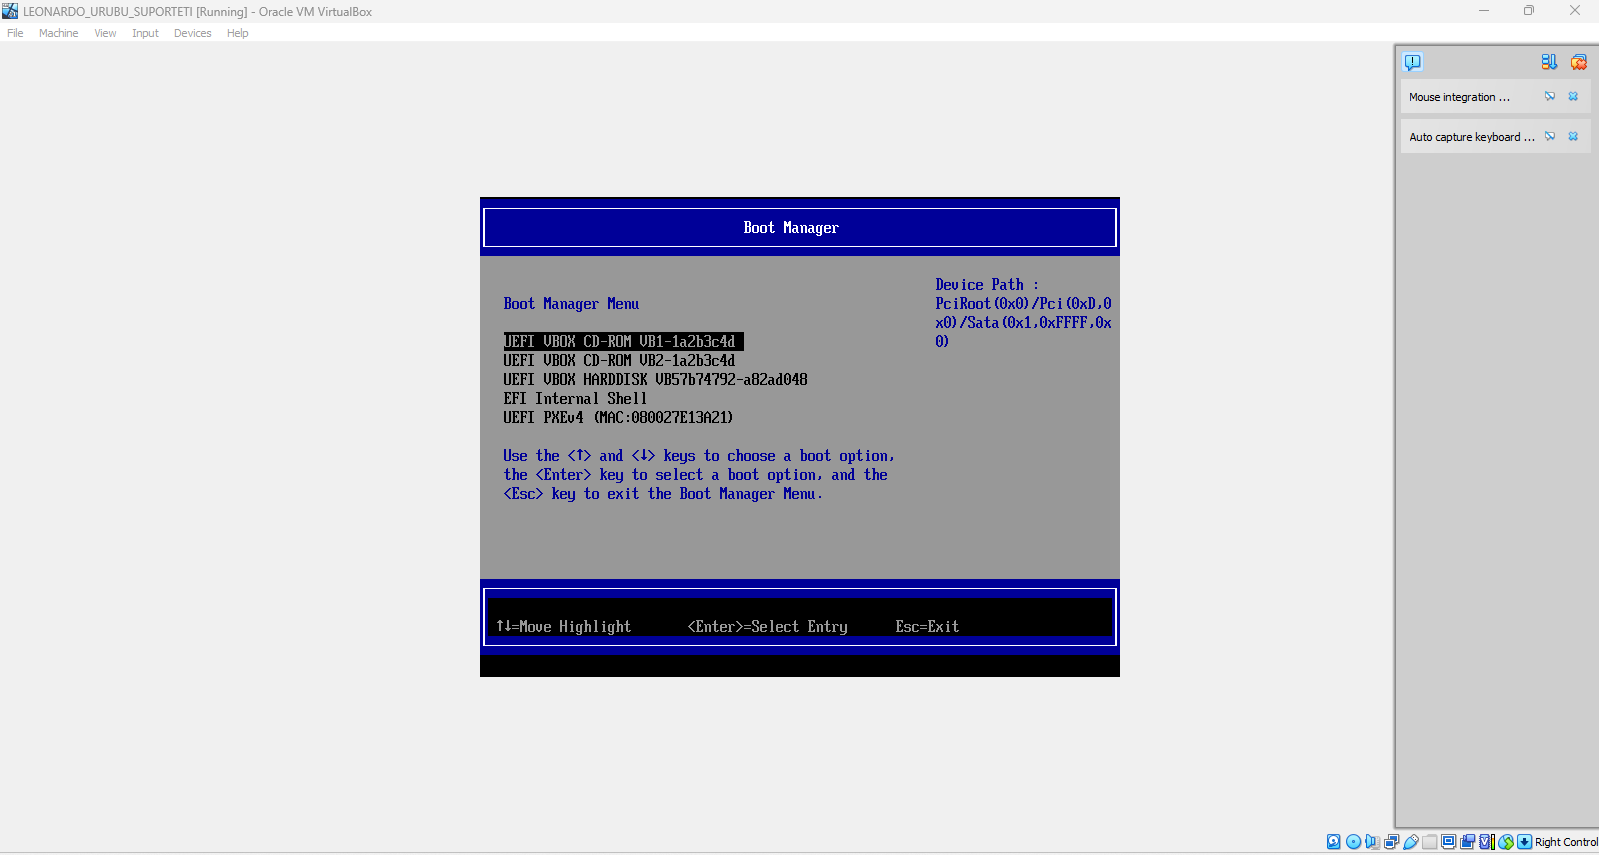 LEONARDO_URUBU_SUPORTETI [Running] - Oracle VM VirtualBox
File Machine View Input Devices Help
Mouse integration ...
Auto capture keyboard ...
Boot Manager
Device Path :
PciRoot(0x0)/Pci(0xD,0
x0)/Sata(0x1,0xFFFF,0x
0)
Boot Manager Menu
UEFI VBOX CD-ROM VB1-1a2b3c4d
UEFI VBOX CD-ROM VB2-1a2b3c4d
UEFI VBOX HARDDISK VB57b74792-a82ad048
EFI Internal Shell
UEFI PXEv4 (MAC:080027E13A21)
Use the <↑> and <↓> keys to choose a boot option,
the <Enter> key to select a boot option, and the
<Esc> key to exit the Boot Manager Menu.
↑↓=Move Highlight <Enter>=Select Entry Esc=Exit
Right Control